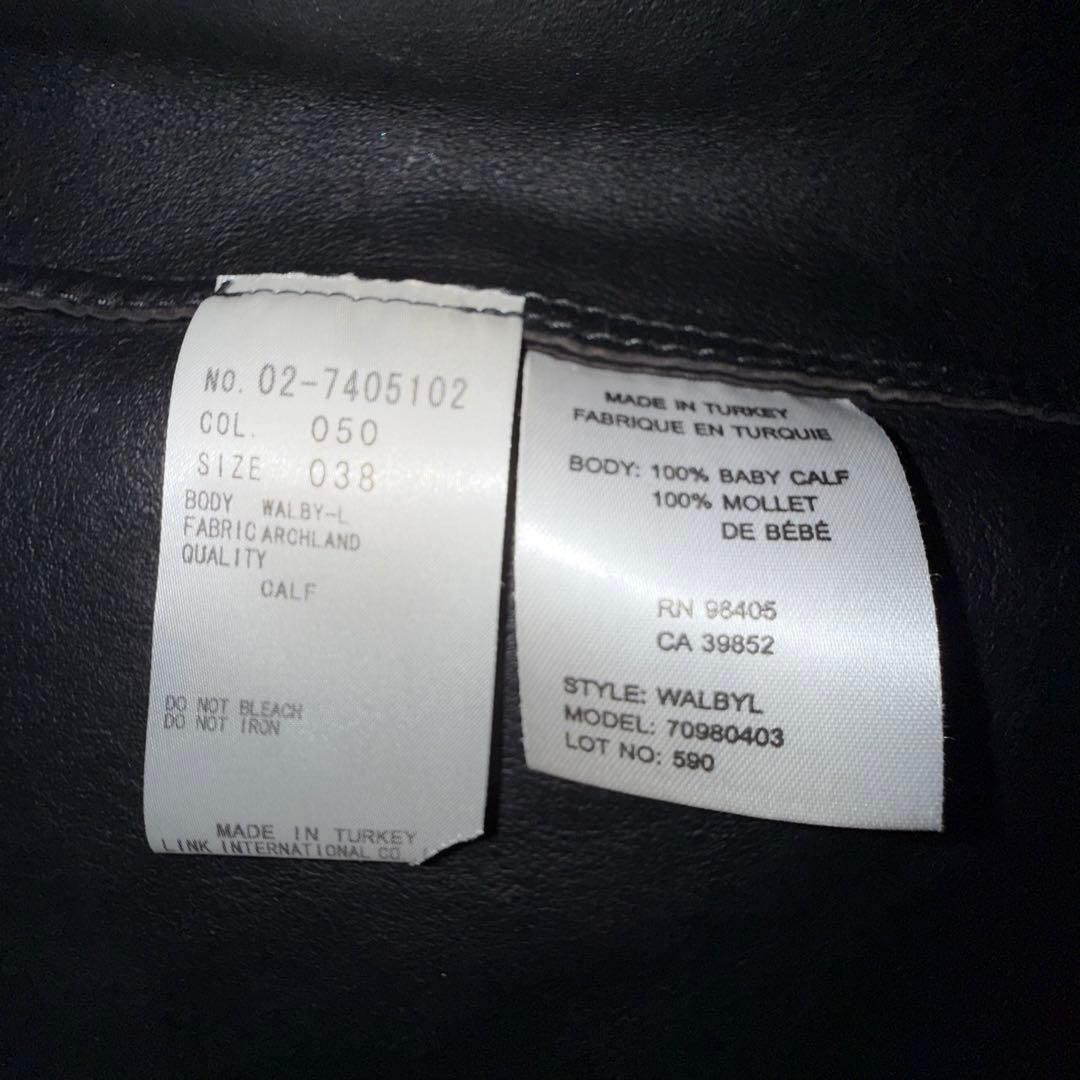 NO. 02-7405102
COL. 050
SIZE 038
BODY WALBY-L
FABRIC ARCHLAND
QUALITY
CALF
DO NOT BLEACH
DO NOT IRON
MADE IN TURKEY
LINK INTERNATIONAL CO.
MADE IN TURKEY
FABRIQUE EN TURQUIE
BODY: 100% BABY CALF
100% MOLLET
DE BÉBÉ
RN 98405
CA 39852
STYLE: WALBYL
MODEL: 70980403
LOT NO: 590